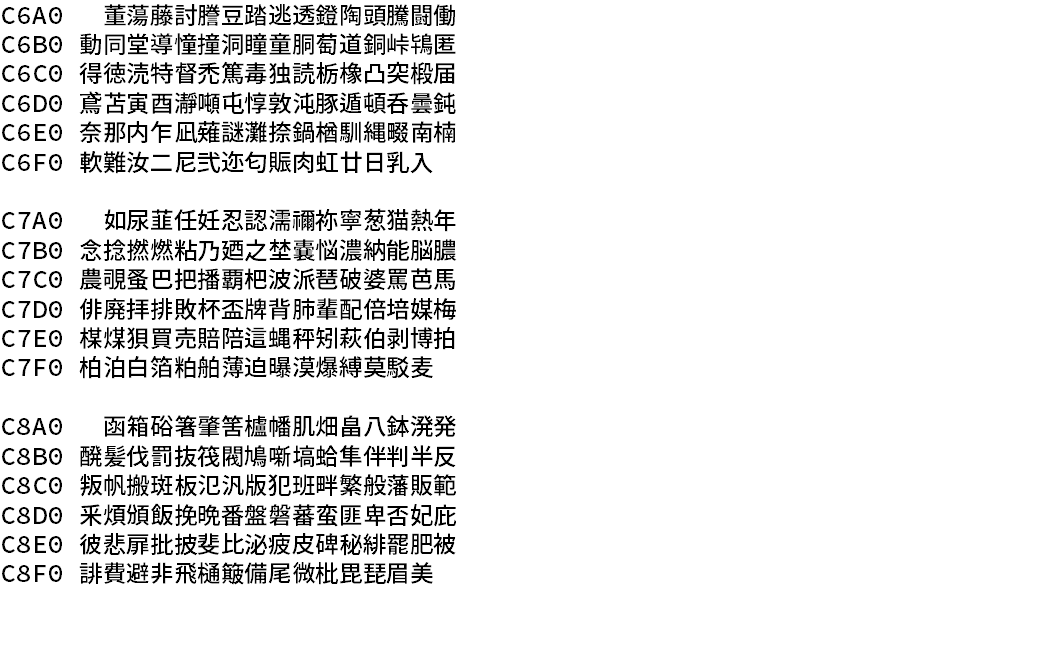 C6A0   董蕩藤討謄豆踏逃透鐙陶頭騰闘働
C6B0 動同堂導憧撞洞瞳童胴萄道銅峠鴇匿
C6C0 得徳涜特督禿篤毒独読栃橡凸突椴届
C6D0 鳶苫寅酉瀞噸屯惇敦沌豚遁頓呑曇鈍
C6E0 奈那内乍凪薙謎灘捺鍋楢馴縄畷南楠
C6F0 軟難汝二尼弐迩匂賑肉虹廿日乳入

C7A0   如尿韮任妊忍認濡禰祢寧葱猫熱年
C7B0 念捻撚燃粘乃廼之埜嚢悩濃納能脳膿
C7C0 農覗蚤巴把播覇杷波派琶破婆罵芭馬
C7D0 俳廃拝排敗杯盃牌背肺輩配倍培媒梅
C7E0 楳煤狽買売賠陪這蝿秤矧萩伯剥博拍
C7F0 柏泊白箔粕舶薄迫曝漠爆縛莫駁麦

C8A0   函箱硲箸肇筈櫨幡肌畑畠八鉢溌発
C8B0 醗髪伐罰抜筏閥鳩噺塙蛤隼伴判半反
C8C0 叛帆搬斑板氾汎版犯班畔繁般藩販範
C8D0 釆煩頒飯挽晩番盤磐蕃蛮匪卑否妃庇
C8E0 彼悲扉批披斐比泌疲皮碑秘緋罷肥被
C8F0 誹費避非飛樋簸備尾微枇毘琵眉美